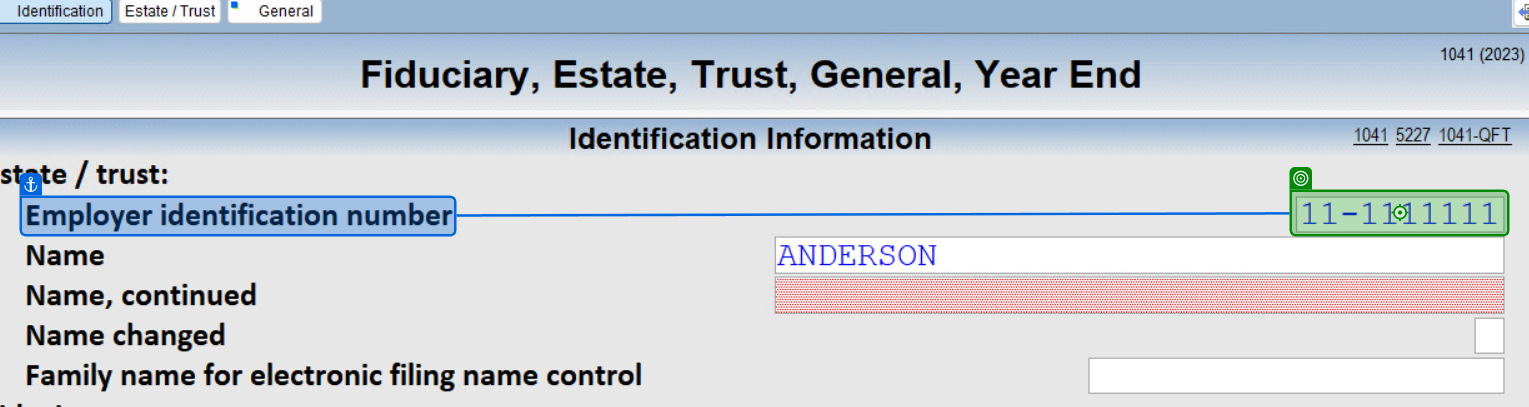 Identification Estate / Trust General
1041 (2023)
Fiduciary, Estate, Trust, General, Year End
Identification Information
1041 5227 1041-QFT
state / trust:
Employer identification number 11-1111111
Name ANDERSON
Name, continued
Name changed
Family name for electronic filing name control